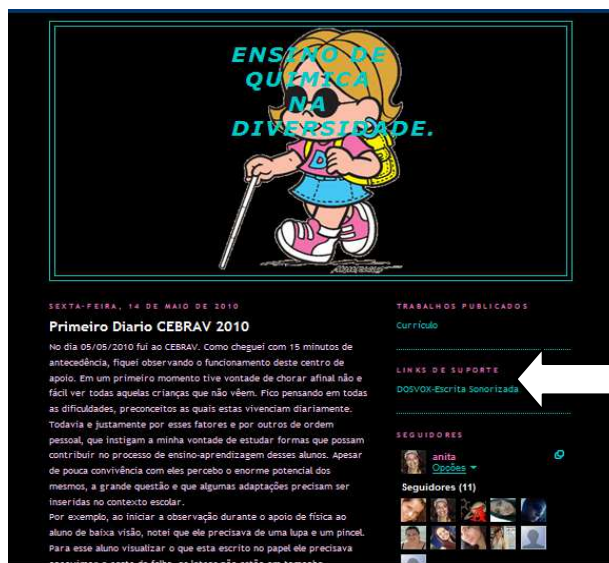 ENSINO DE
QUÍMICA
NA
DIVERSIDADE.
SEXTA-FEIRA, 14 DE MAIO DE 2010
Primeiro Diario CEBRAV 2010
No dia 05/05/2010 fui ao CEBRAV. Como cheguei com 15 minutos de
antecedência, fiquei observando o funcionamento deste centro de
apoio. Em um primeiro momento tive vontade de chorar afinal não e
fácil ver todas aquelas crianças que não vêem. Fico pensando em todas
as dificuldades, preconceitos as quais estas vivenciam diariamente.
Todavia e justamente por esses fatores e por outros de ordem
pessoal, que instigam a minha vontade de estudar formas que possam
contribuir no processo de ensino-aprendizagem desses alunos. Apesar
de pouca convivência com eles percebo o enorme potencial dos
mesmos, a grande questão e que algumas adaptações precisam ser
inseridas no contexto escolar.
Por exemplo, ao iniciar a observação durante o apoio de física ao
aluno de baixa visão, notei que ele precisava de uma lupa e um pincel.
Para esse aluno visualizar o que esta escrito no papel ele precisava
TRABALHOS PUBLICADOS
Currículo
LINKS DE SUPORTE
DOSVOX-Escrita Sonorizada
SEGUIDORES
anita
Opções
Seguidores (11)